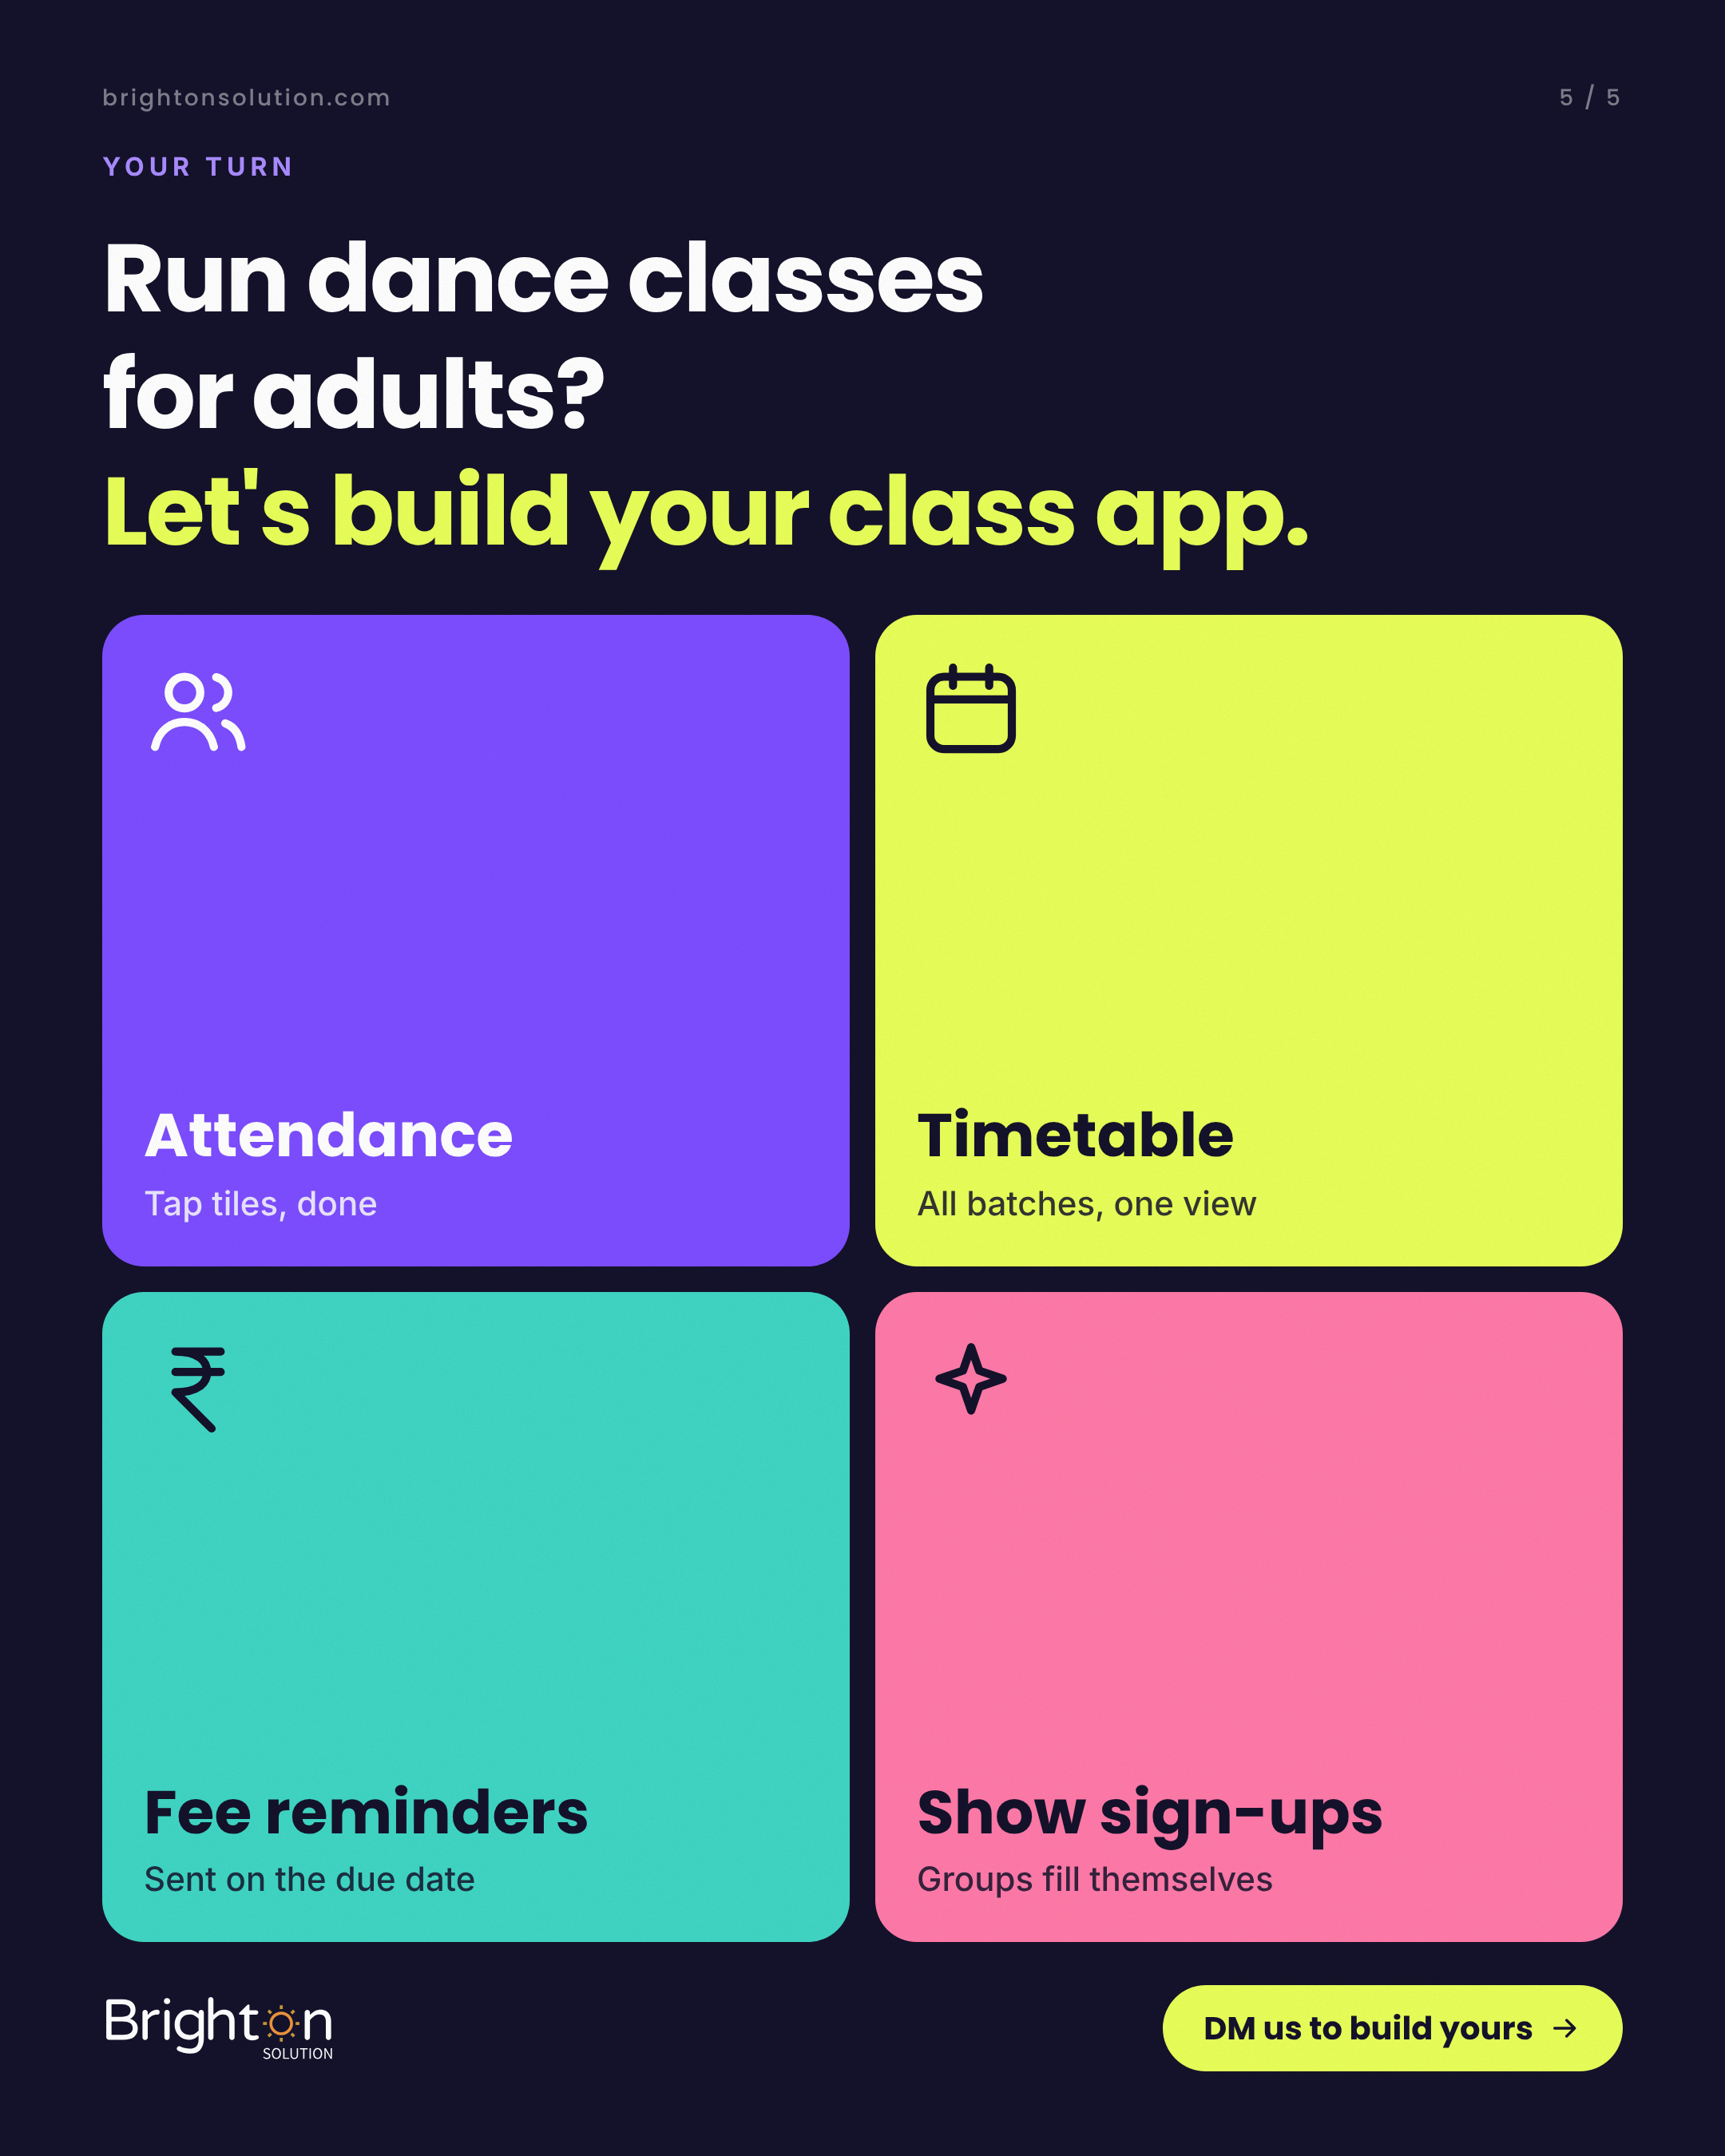 brightonsolution.com
5 / 5
YOUR TURN
Run dance classes
for adults?
Let's build your class app.
Attendance
Tap tiles, done
Timetable
All batches, one view
₹
Fee reminders
Sent on the due date
Show sign-ups
Groups fill themselves
Brighton
SOLUTION
DM us to build yours →